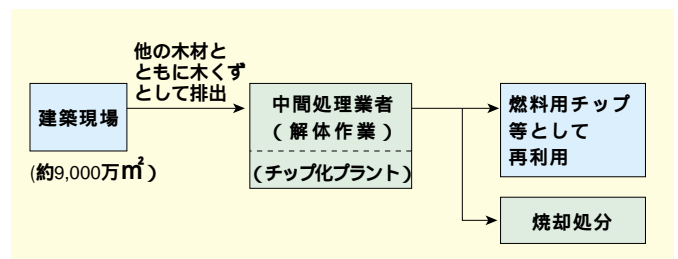 他の木材と
ともに木くず
として排出
建築現場
(約9,000万㎡)
中間処理業者
(解体作業)
(チップ化プラント)
燃料用チップ
等として
再利用
焼却処分